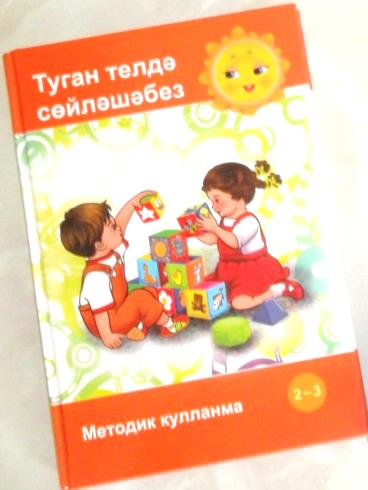 Туган телдә
сөйләшәбез
2–3
Методик кулланма